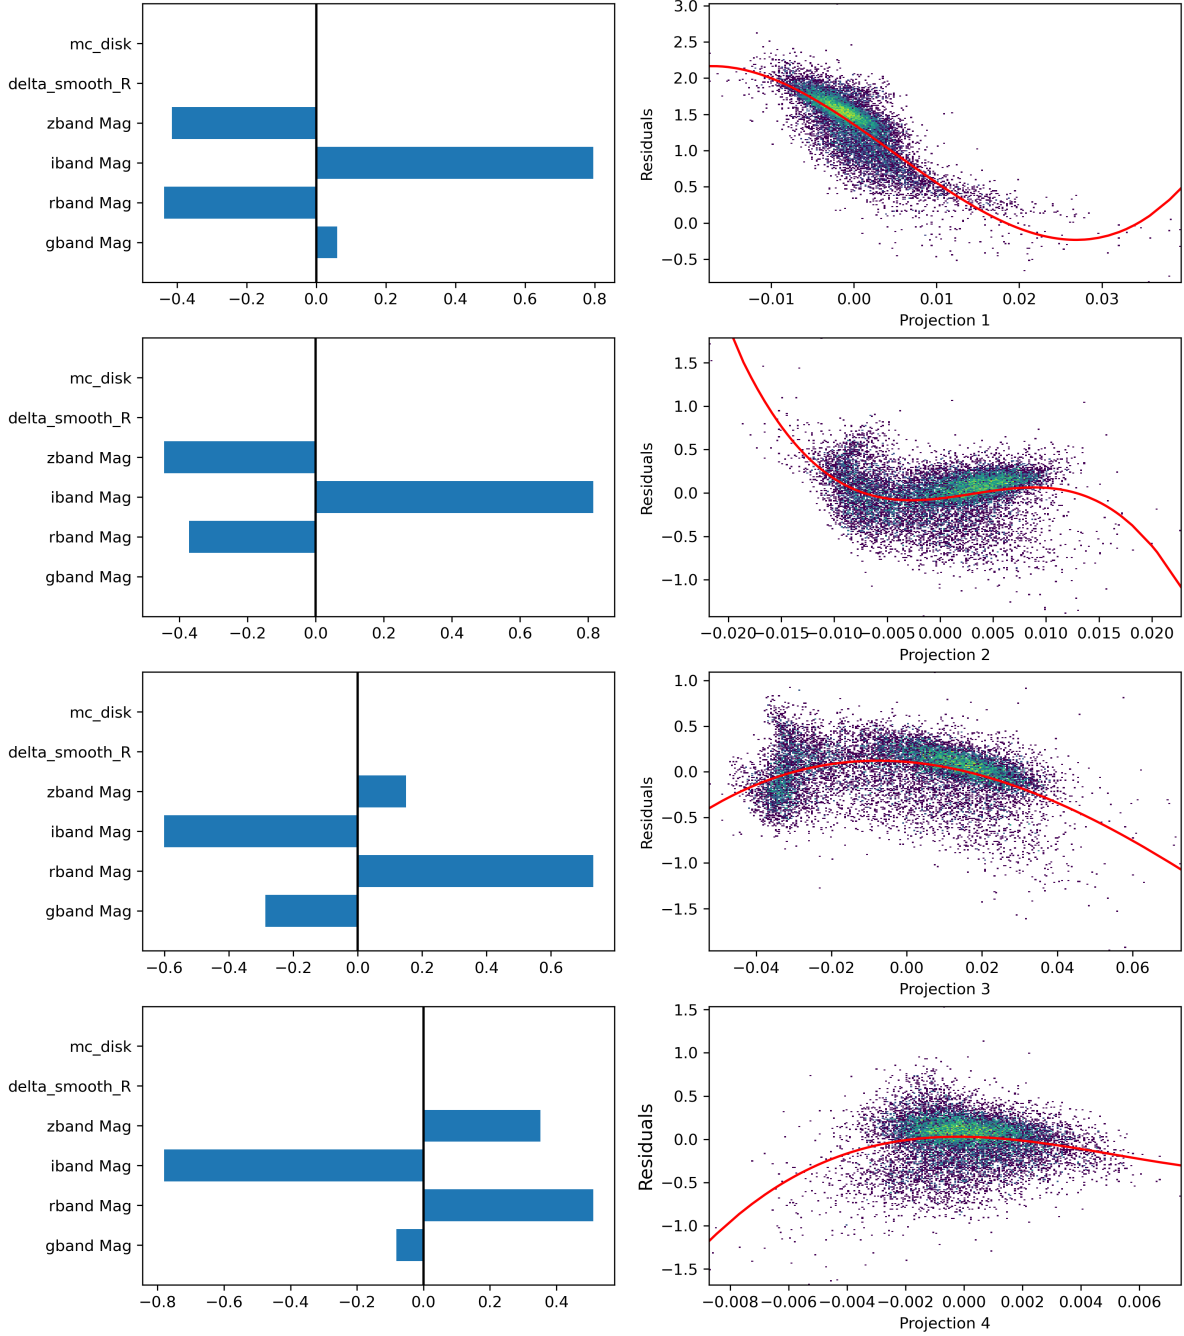 mc_disk
delta_smooth_R
zband Mag
iband Mag
rband Mag
gband Mag
−0.4 −0.2 0.0 0.2 0.4 0.6 0.8
3.0
2.5
2.0
1.5
1.0
0.5
0.0
−0.5
Residuals
−0.01 0.00 0.01 0.02 0.03
Projection 1
mc_disk
delta_smooth_R
zband Mag
iband Mag
rband Mag
gband Mag
−0.4 −0.2 0.0 0.2 0.4 0.6 0.8
1.5
1.0
0.5
0.0
−0.5
−1.0
Residuals
−0.020 −0.015 −0.010 −0.005 0.000 0.005 0.010 0.015 0.020
Projection 2
mc_disk
delta_smooth_R
zband Mag
iband Mag
rband Mag
gband Mag
−0.6 −0.4 −0.2 0.0 0.2 0.4 0.6
1.0
0.5
0.0
−0.5
−1.0
−1.5
Residuals
−0.04 −0.02 0.00 0.02 0.04 0.06
Projection 3
mc_disk
delta_smooth_R
zband Mag
iband Mag
rband Mag
gband Mag
−0.8 −0.6 −0.4 −0.2 0.0 0.2 0.4
1.5
1.0
0.5
0.0
−0.5
−1.0
−1.5
Residuals
−0.008 −0.006 −0.004 −0.002 0.000 0.002 0.004 0.006
Projection 4